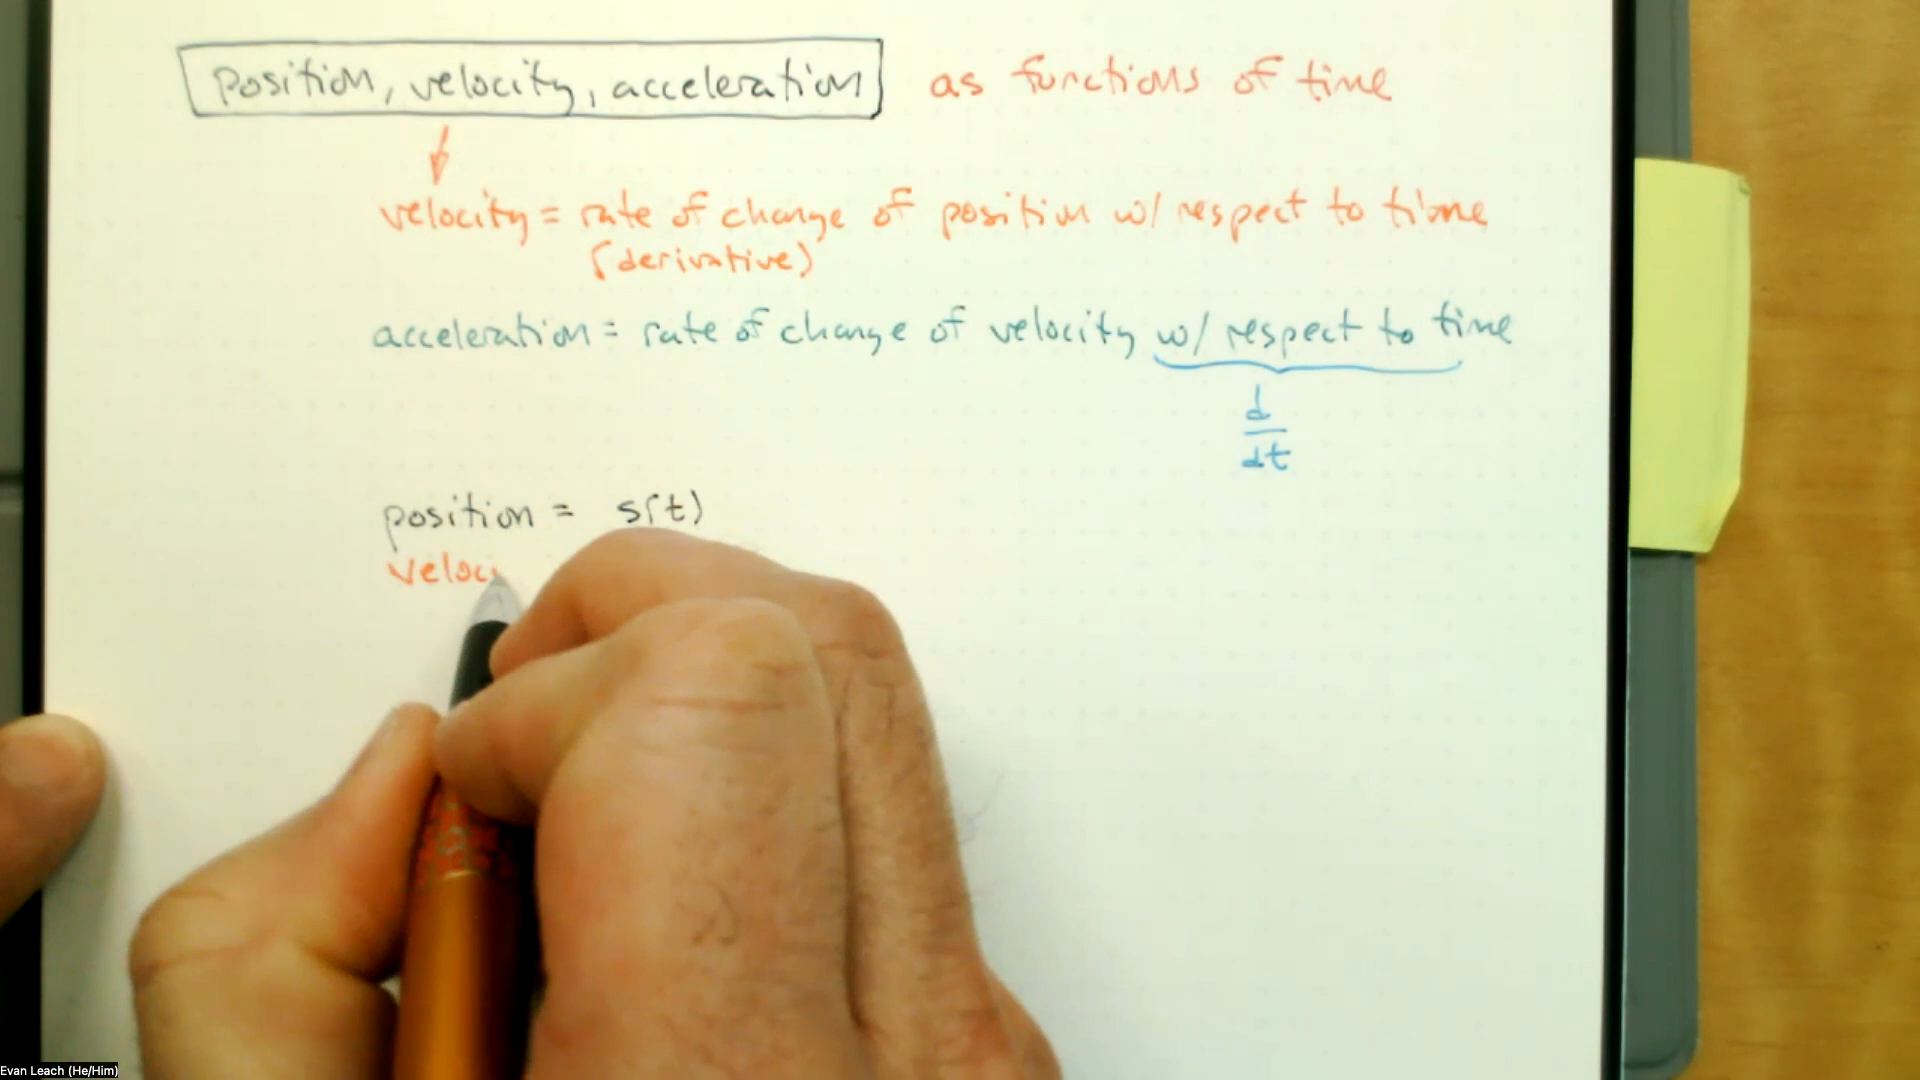 position, velocity, acceleration as functions of time
velocity = rate of change of position w/ respect to time
(derivative)
acceleration = rate of change of velocity w/ respect to time
d
dt
position = s(t)
veloci
Evan Leach (He/Him)